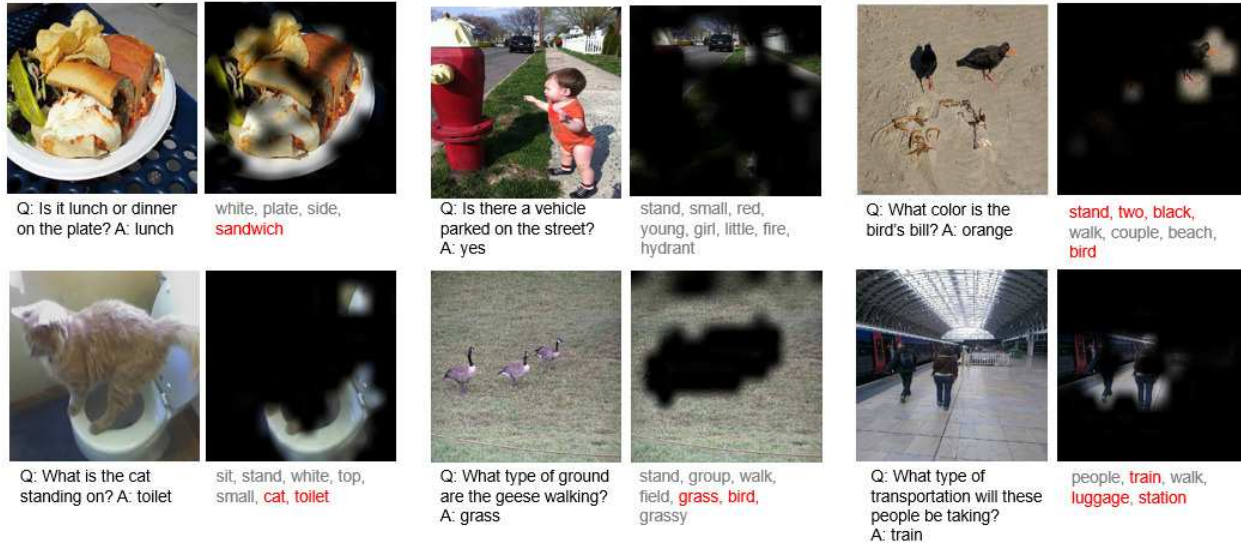 Q: Is it lunch or dinner
on the plate? A: lunch
white, plate, side,
sandwich
Q: Is there a vehicle
parked on the street?
A: yes
stand, small, red,
young, girl, little, fire,
hydrant
Q: What color is the
bird's bill? A: orange
stand, two, black,
walk, couple, beach,
bird
Q: What is the cat
standing on? A: toilet
sit, stand, white, top,
small, cat, toilet
Q: What type of ground
are the geese walking?
A: grass
stand, group, walk,
field, grass, bird,
grassy
Q: What type of
transportation will these
people be taking?
A: train
people, train, walk,
luggage, station